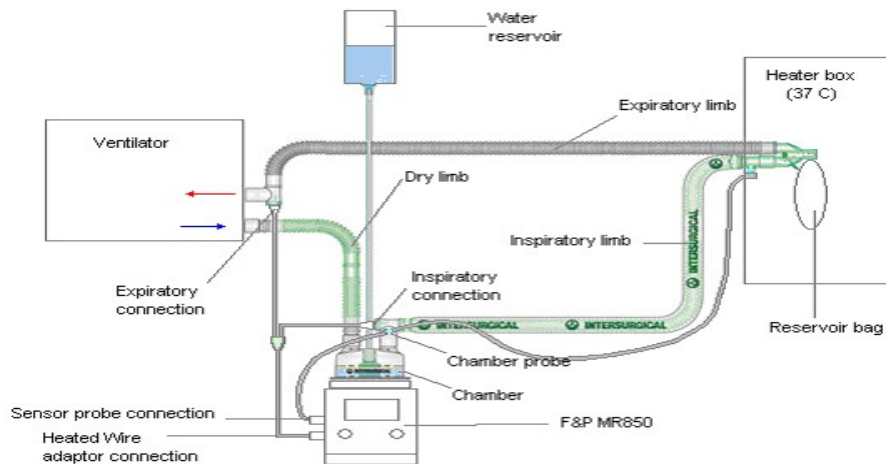 Water
reservoir
Heater box
(37 C)
Expiratory limb
Ventilator
Dry limb
Inspiratory limb
INTERSURGICAL
Expiratory
connection
Inspiratory
connection
INTERSURGICAL
INTERSURGICAL
Reservoir bag
Chamber probe
Chamber
Sensor probe connection
F&P MR850
Heated Wire
adaptor connection